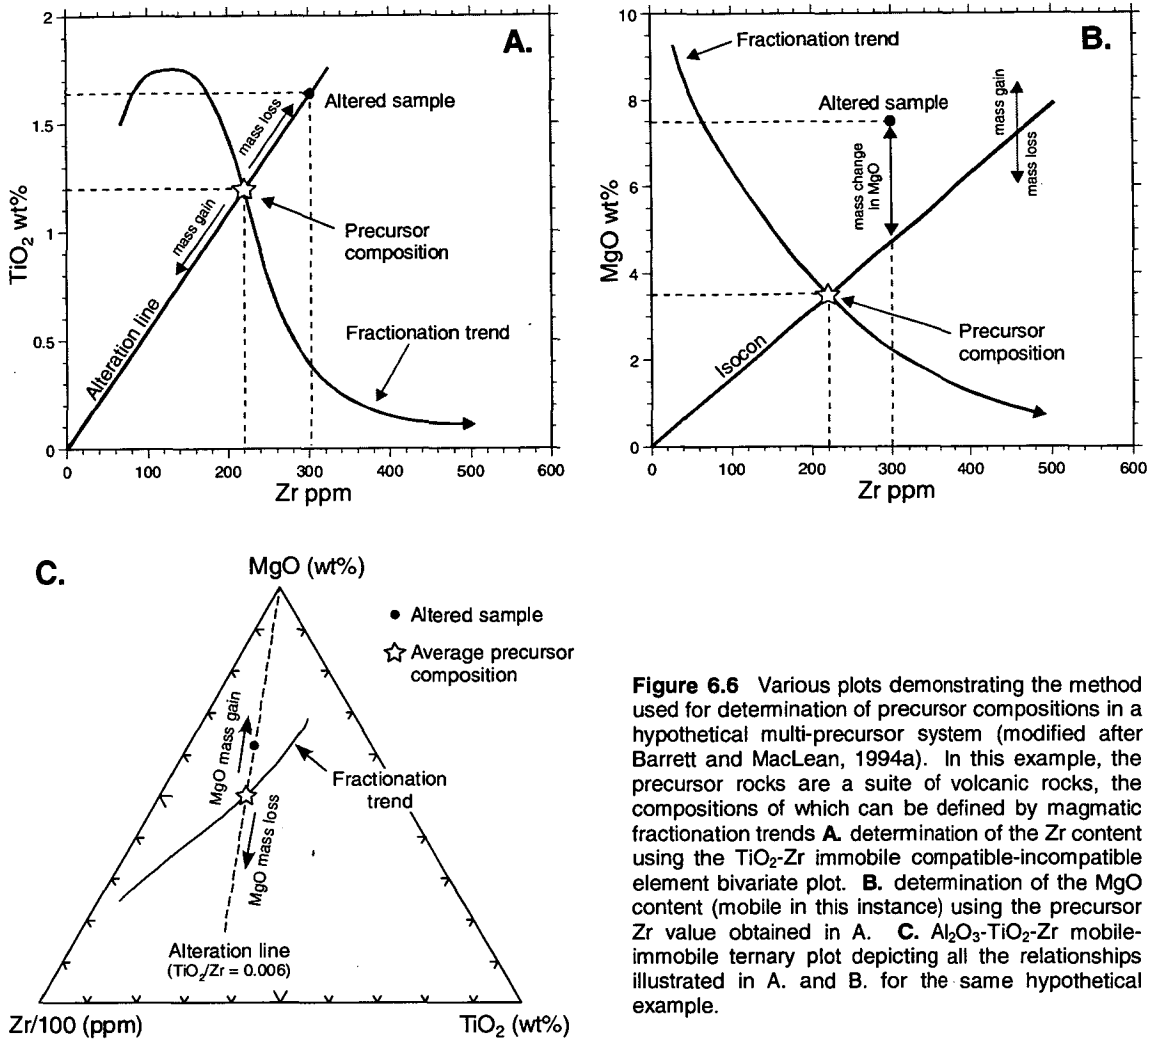 A.
2
1.5
1
0.5
0
TiO2 wt%
0
100
200
300
400
500
600
Zr ppm
mass loss
Altered sample
mass gain
Precursor
composition
Alteration line
Fractionation trend
B.
10
8
6
4
2
0
MgO wt%
0
100
200
300
400
500
600
Zr ppm
Fractionation trend
Altered sample
mass change
in MgO
mass gain
mass loss
Isocon
Precursor
composition
C.
MgO (wt%)
Altered sample
Average precursor
composition
MgO mass gain
MgO mass loss
Fractionation
trend
Alteration line
(TiO2/Zr = 0.006)
Zr/100 (ppm)
TiO2 (wt%)
Figure 6.6 Various plots demonstrating the method
used for determination of precursor compositions in a
hypothetical multi-precursor system (modified after
Barrett and MacLean, 1994a). In this example, the
precursor rocks are a suite of volcanic rocks, the
compositions of which can be defined by magmatic
fractionation trends A. determination of the Zr content
using the TiO2-Zr immobile compatible-incompatible
element bivariate plot. B. determination of the MgO
content (mobile in this instance) using the precursor
Zr value obtained in A. C. Al2O3-TiO2-Zr mobile-
immobile ternary plot depicting all the relationships
illustrated in A. and B. for the same hypothetical
example.